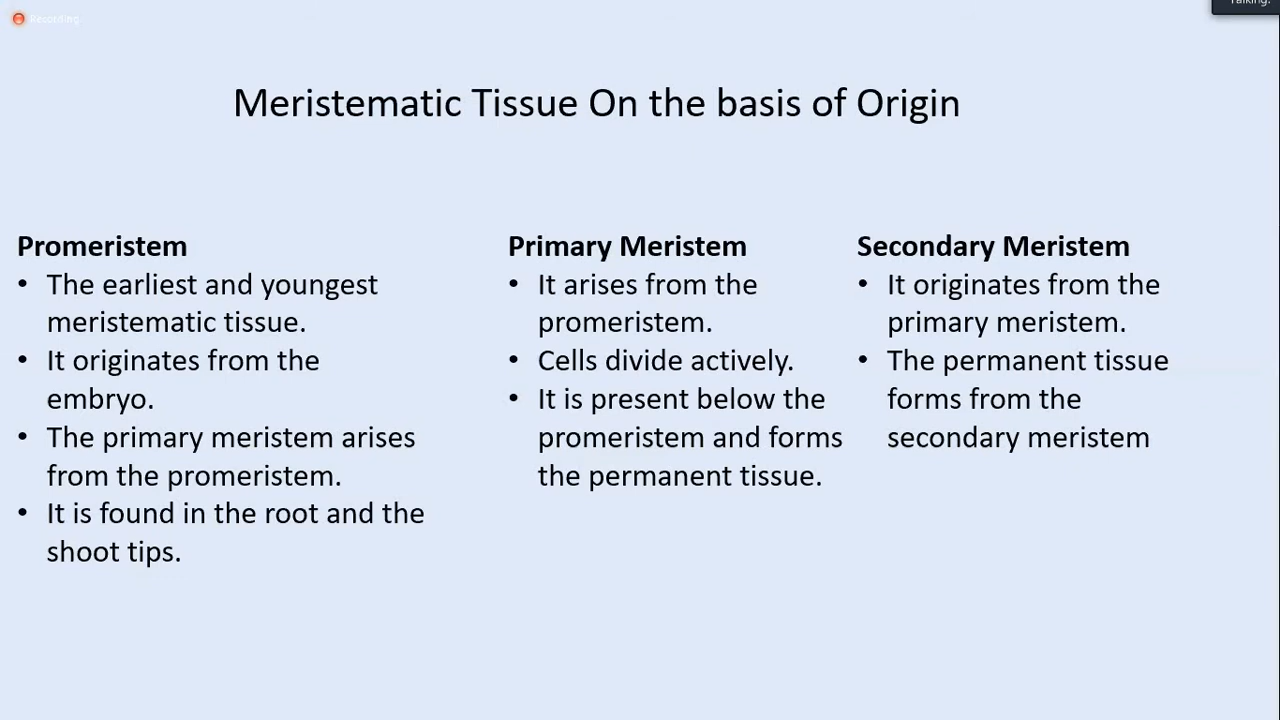 Recording
Talking:
Meristematic Tissue On the basis of Origin
Promeristem
• The earliest and youngest
meristematic tissue.
• It originates from the
embryo.
• The primary meristem arises
from the promeristem.
• It is found in the root and the
shoot tips.
Primary Meristem
• It arises from the
promeristem.
• Cells divide actively.
• It is present below the
promeristem and forms
the permanent tissue.
Secondary Meristem
• It originates from the
primary meristem.
• The permanent tissue
forms from the
secondary meristem